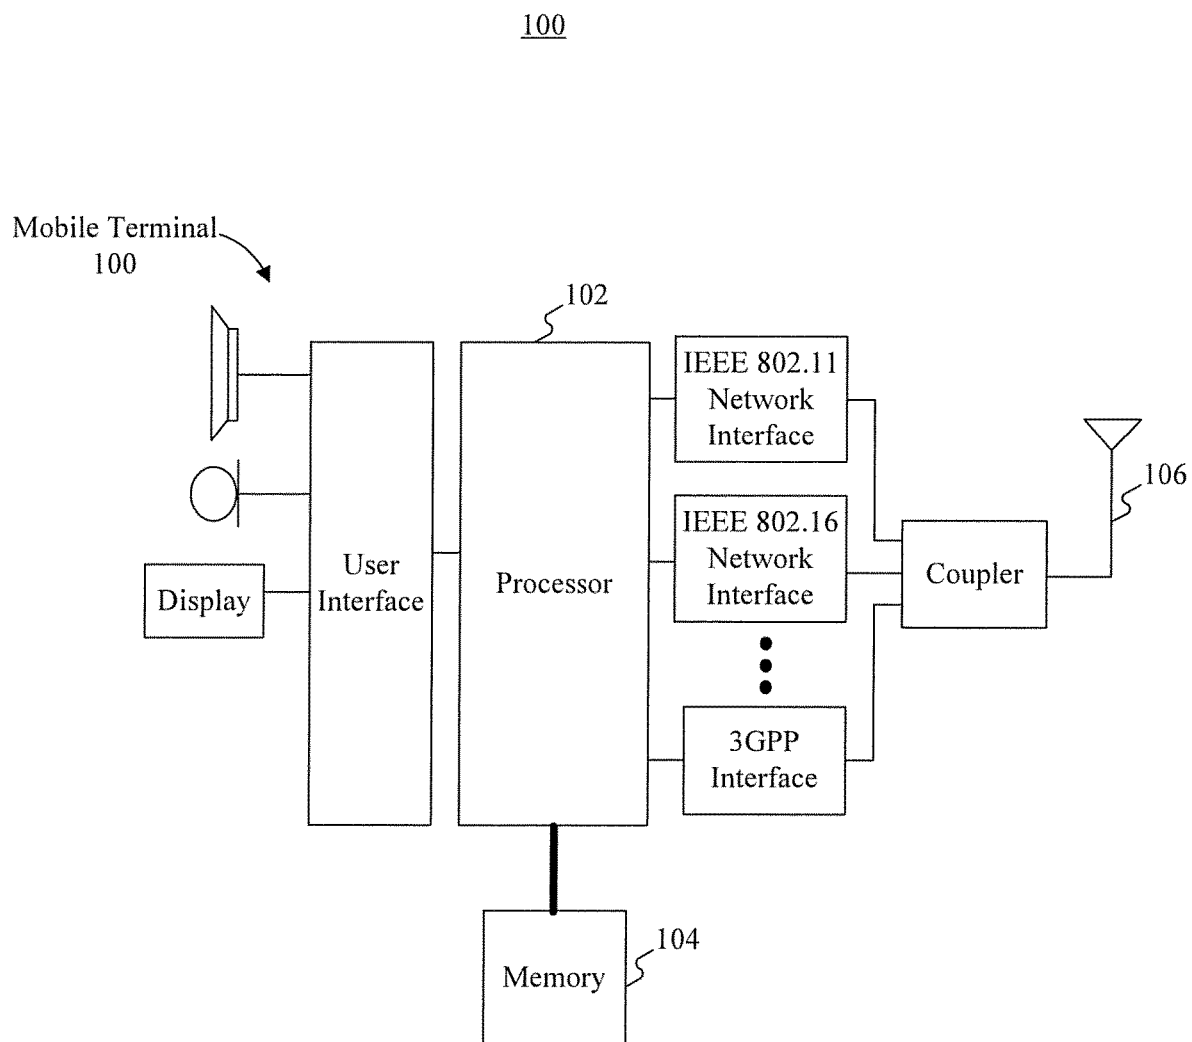 100
Mobile Terminal
100
102
IEEE 802.11
Network
Interface
106
IEEE 802.16
Network
Interface
User
Interface
Processor
Coupler
Display
3GPP
Interface
104
Memory